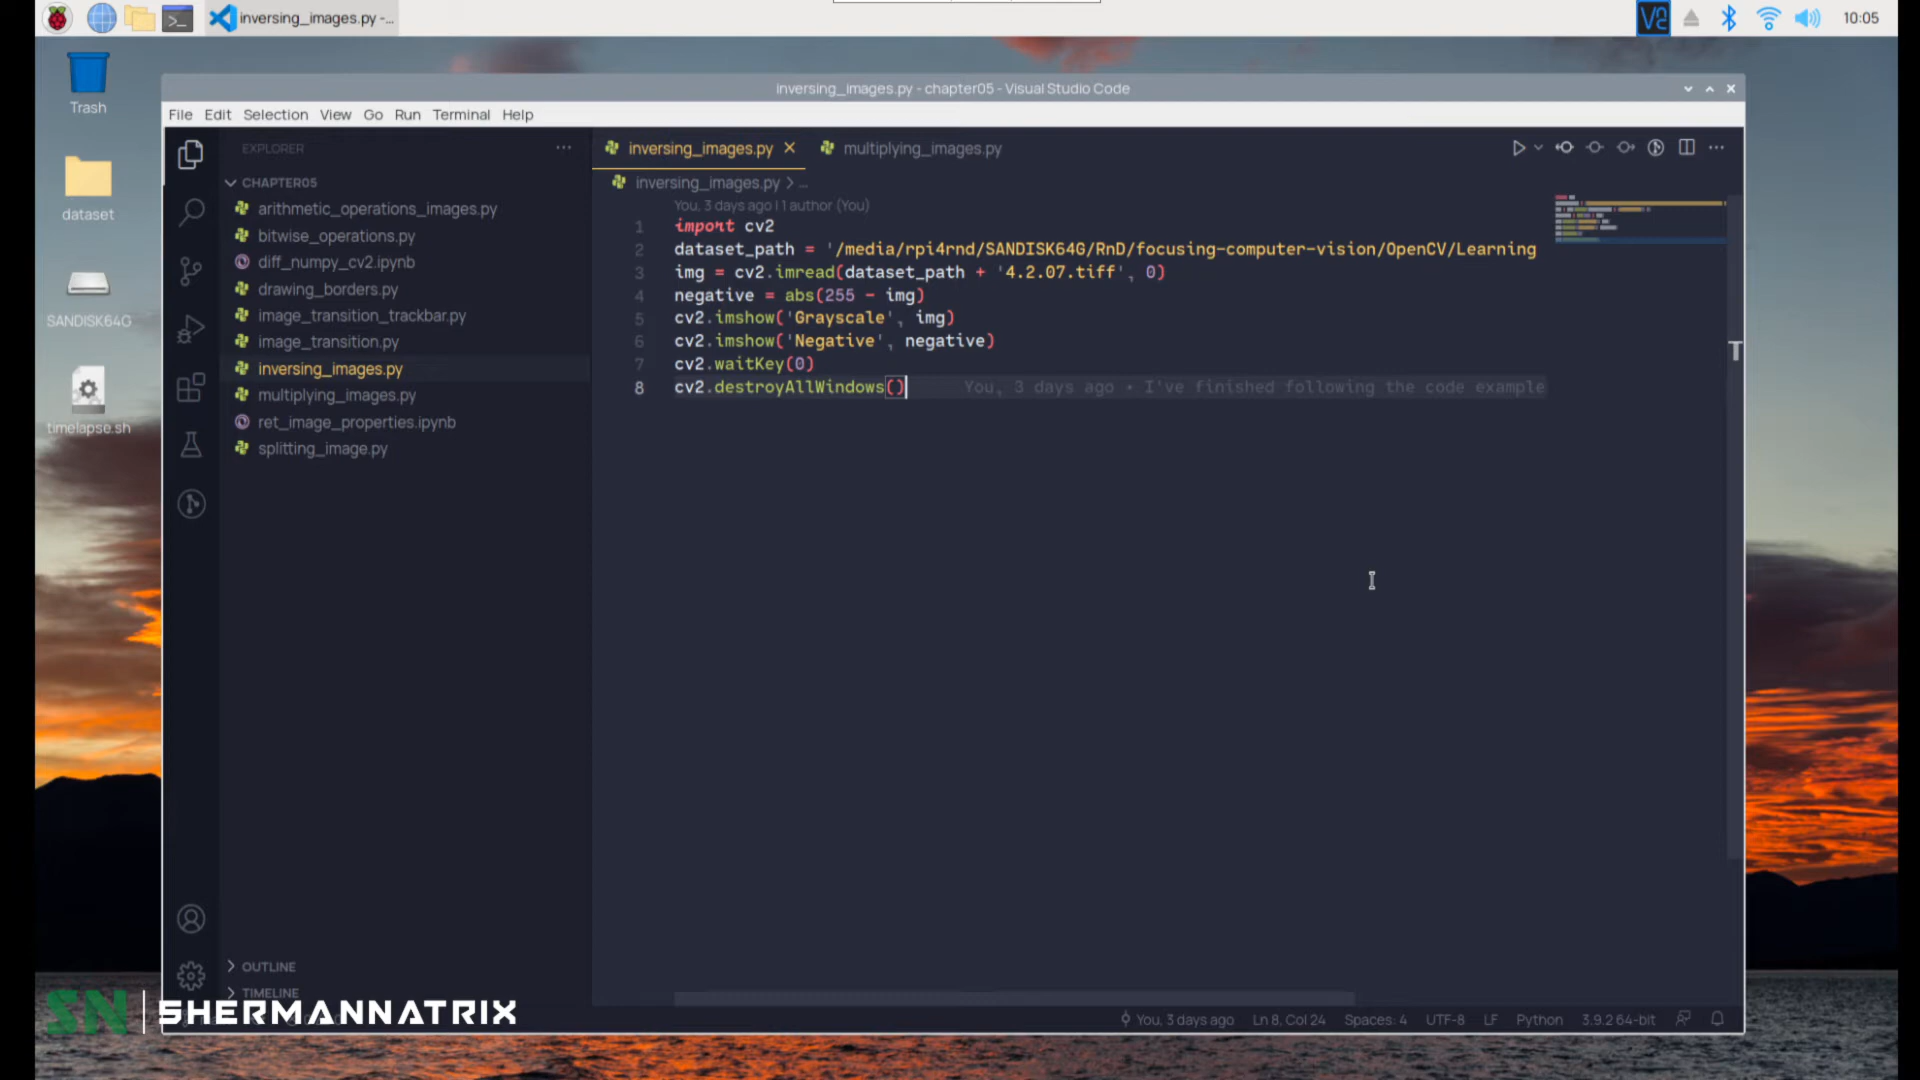 inversing_images.py -...
10:05
Trash
dataset
SANDISK64G
timelapse.sh
inversing_images.py - chapter05 - Visual Studio Code
File Edit Selection View Go Run Terminal Help
EXPLORER
CHAPTER05
arithmetic_operations_images.py
bitwise_operations.py
diff_numpy_cv2.ipynb
drawing_borders.py
image_transition_trackbar.py
image_transition.py
inversing_images.py
multiplying_images.py
ret_image_properties.ipynb
splitting_image.py
OUTLINE
TIMELINE
inversing_images.py multiplying_images.py
inversing_images.py > ...
You, 3 days ago | 1 author (You)
1 import cv2
2 dataset_path = '/media/rpi4rnd/SANDISK64G/RnD/focusing-computer-vision/OpenCV/Learning
3 img = cv2.imread(dataset_path + '4.2.07.tiff', 0)
4 negative = abs(255 - img)
5 cv2.imshow('Grayscale', img)
6 cv2.imshow('Negative', negative)
7 cv2.waitKey(0)
8 cv2.destroyAllWindows() You, 3 days ago • I've finished following the code example
SN | SHERMANNATRIX
You, 3 days ago Ln 8, Col 24 Spaces: 4 UTF-8 LF Python 3.9.2 64-bit